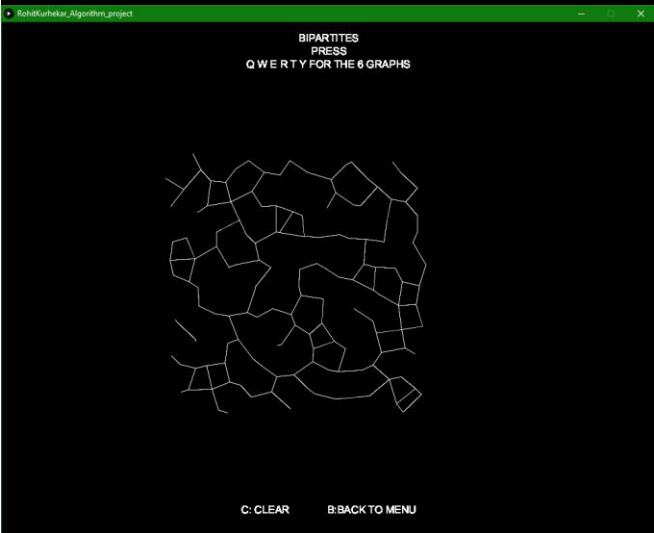 RohitKurhekar_Algorithm_project
BIPARTITES
PRESS
Q W E R T Y FOR THE 6 GRAPHS
C: CLEAR B:BACK TO MENU